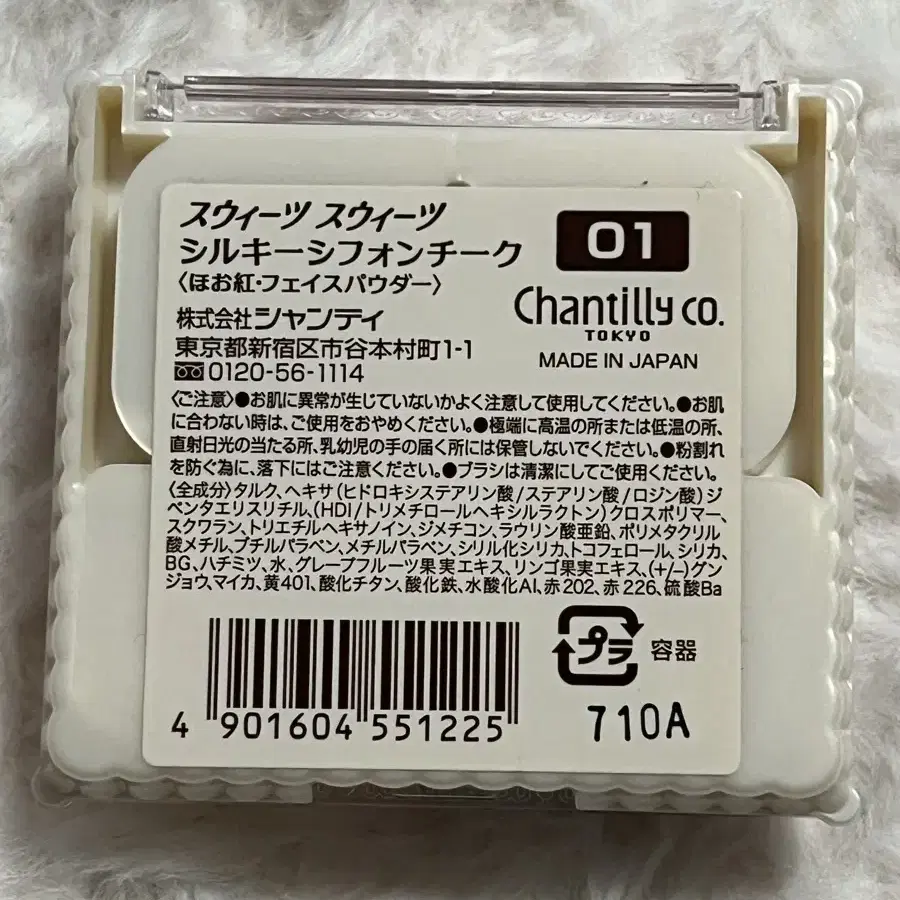 スウィーツ スウィーツ
シルキーシフォンチーク
〈ほお紅・フェイスパウダー〉
01
Chantilly co.
TOKYO
MADE IN JAPAN
株式会社シャンティ
東京都新宿区市谷本村町1-1
0120-56-1114
〈ご注意〉●お肌に異常が生じていないかよく注意して使用してください。●お肌
に合わない時は、ご使用をおやめください。●極端に高温の所または低温の所、
直射日光の当たる所、乳幼児の手の届く所には保管しないでください。●粉割れ
を防ぐ為に、落下にはご注意ください。●ブラシは清潔にしてご使用ください。
〈全成分〉タルク、ヘキサ(ヒドロキシステアリン酸/ステアリン酸/ロジン酸)ジ
ペンタエリスリチル、(HDI/トリメチロールヘキシルラクトン)クロスポリマー、
スクワラン、トリエチルヘキサノイン、ジメチコン、ラウリン酸亜鉛、ポリメタクリル
酸メチル、ブチルパラベン、メチルパラベン、シリル化シリカ、トコフェロール、シリカ、
BG、ハチミツ、水、グレープフルーツ果実エキス、リンゴ果実エキス、(+/-)グン
ジョウ、マイカ、黄401、酸化チタン、酸化鉄、水酸化Al、赤202、赤226、硫酸Ba
プラ 容器
4 901604 551225
710A